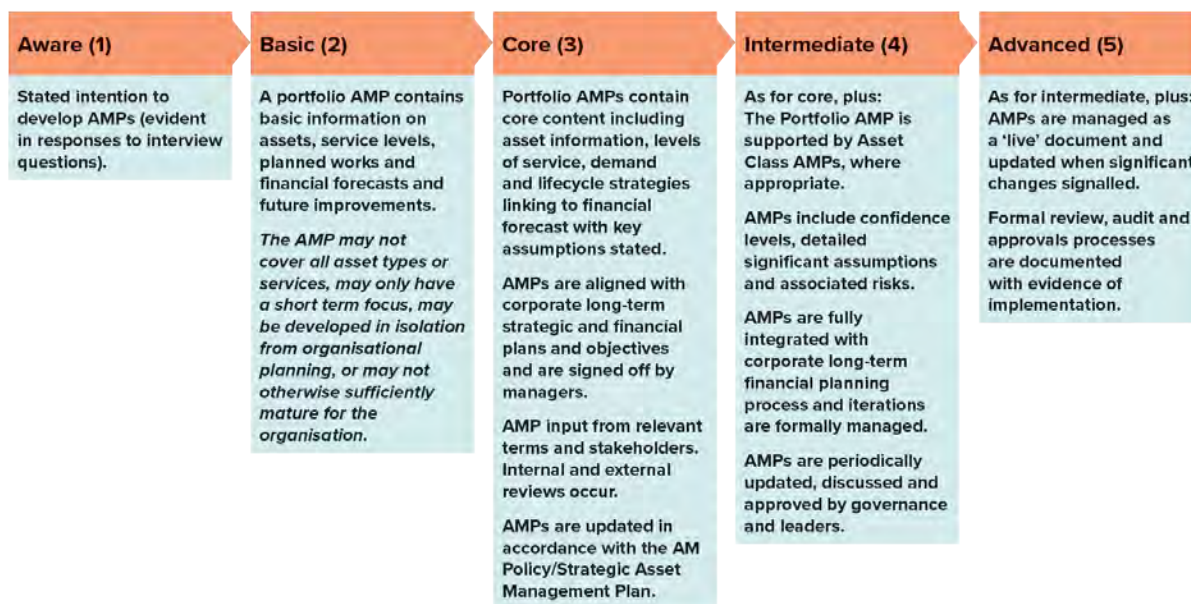 Aware (1)
Stated intention to
develop AMPs (evident
in responses to interview
questions).
Basic (2)
A portfolio AMP contains
basic information on
assets, service levels,
planned works and
financial forecasts and
future improvements.
The AMP may not
cover all asset types or
services, may only have
a short term focus, may
be developed in isolation
from organisational
planning, or may not
otherwise sufficiently
mature for the
organisation.
Core (3)
Portfolio AMPs contain
core content including
asset information, levels
of service, demand
and lifecycle strategies
linking to financial
forecast with key
assumptions stated.
AMPs are aligned with
corporate long-term
strategic and financial
plans and objectives
and are signed off by
managers.
AMP input from relevant
terms and stakeholders.
Internal and external
reviews occur.
AMPs are updated in
accordance with the AM
Policy/Strategic Asset
Management Plan.
Intermediate (4)
As for core, plus:
The Portfolio AMP is
supported by Asset
Class AMPs, where
appropriate.
AMPs include confidence
levels, detailed
significant assumptions
and associated risks.
AMPs are fully
integrated with
corporate long-term
financial planning
process and iterations
are formally managed.
AMPs are periodically
updated, discussed and
approved by governance
and leaders.
Advanced (5)
As for intermediate, plus:
AMPs are managed as
a ‘live’ document and
updated when significant
changes signalled.
Formal review, audit and
approvals processes
are documented
with evidence of
implementation.